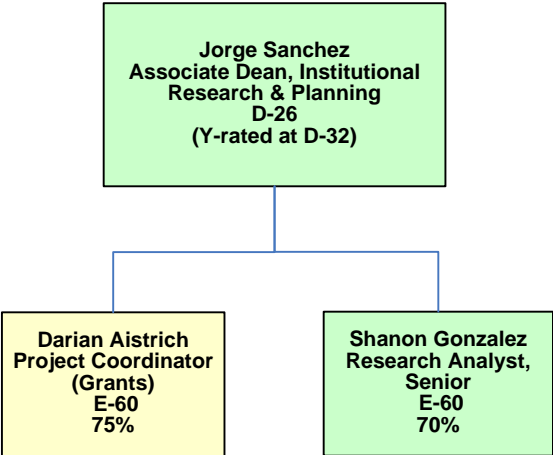 Jorge Sanchez
Associate Dean, Institutional
Research & Planning
D-26
(Y-rated at D-32)
Darian Aistrich
Project Coordinator
(Grants)
E-60
75%
Shanon Gonzalez
Research Analyst,
Senior
E-60
70%